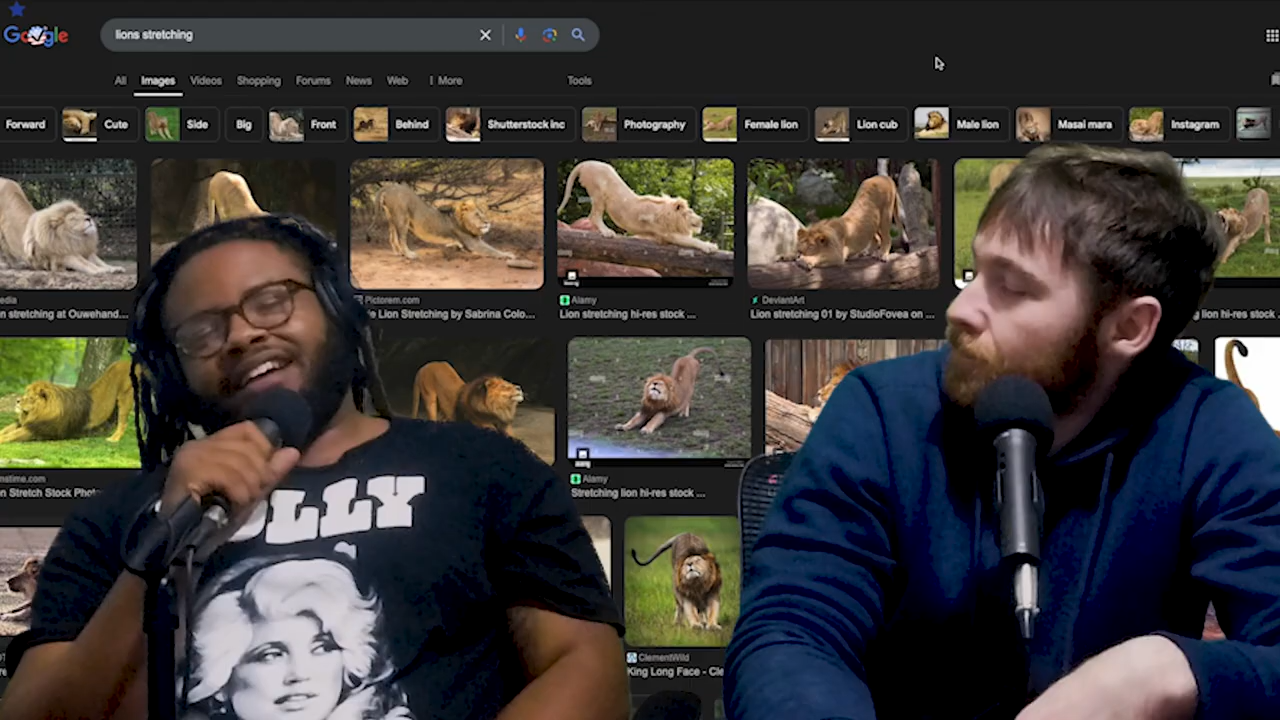 Google
lions stretching
All Images Videos Shopping Forums News Web More Tools
Forward Cute Side Big Front Behind Shutterstock inc Photography Female lion Lion cub Male lion Masai mara Instagram
Pictorem.com
Alamy
DeviantArt
n stretching at Ouwehand...
Lion Stretching by Sabrina Colo...
Lion stretching hi-res stock ...
Lion stretching 01 by StudioFovea on ...
lion hi-res stock
Alamy
n Stretch Stock Phot
Stretching lion hi-res stock ...
OLLY
ClementWild
King Long Face - Cle